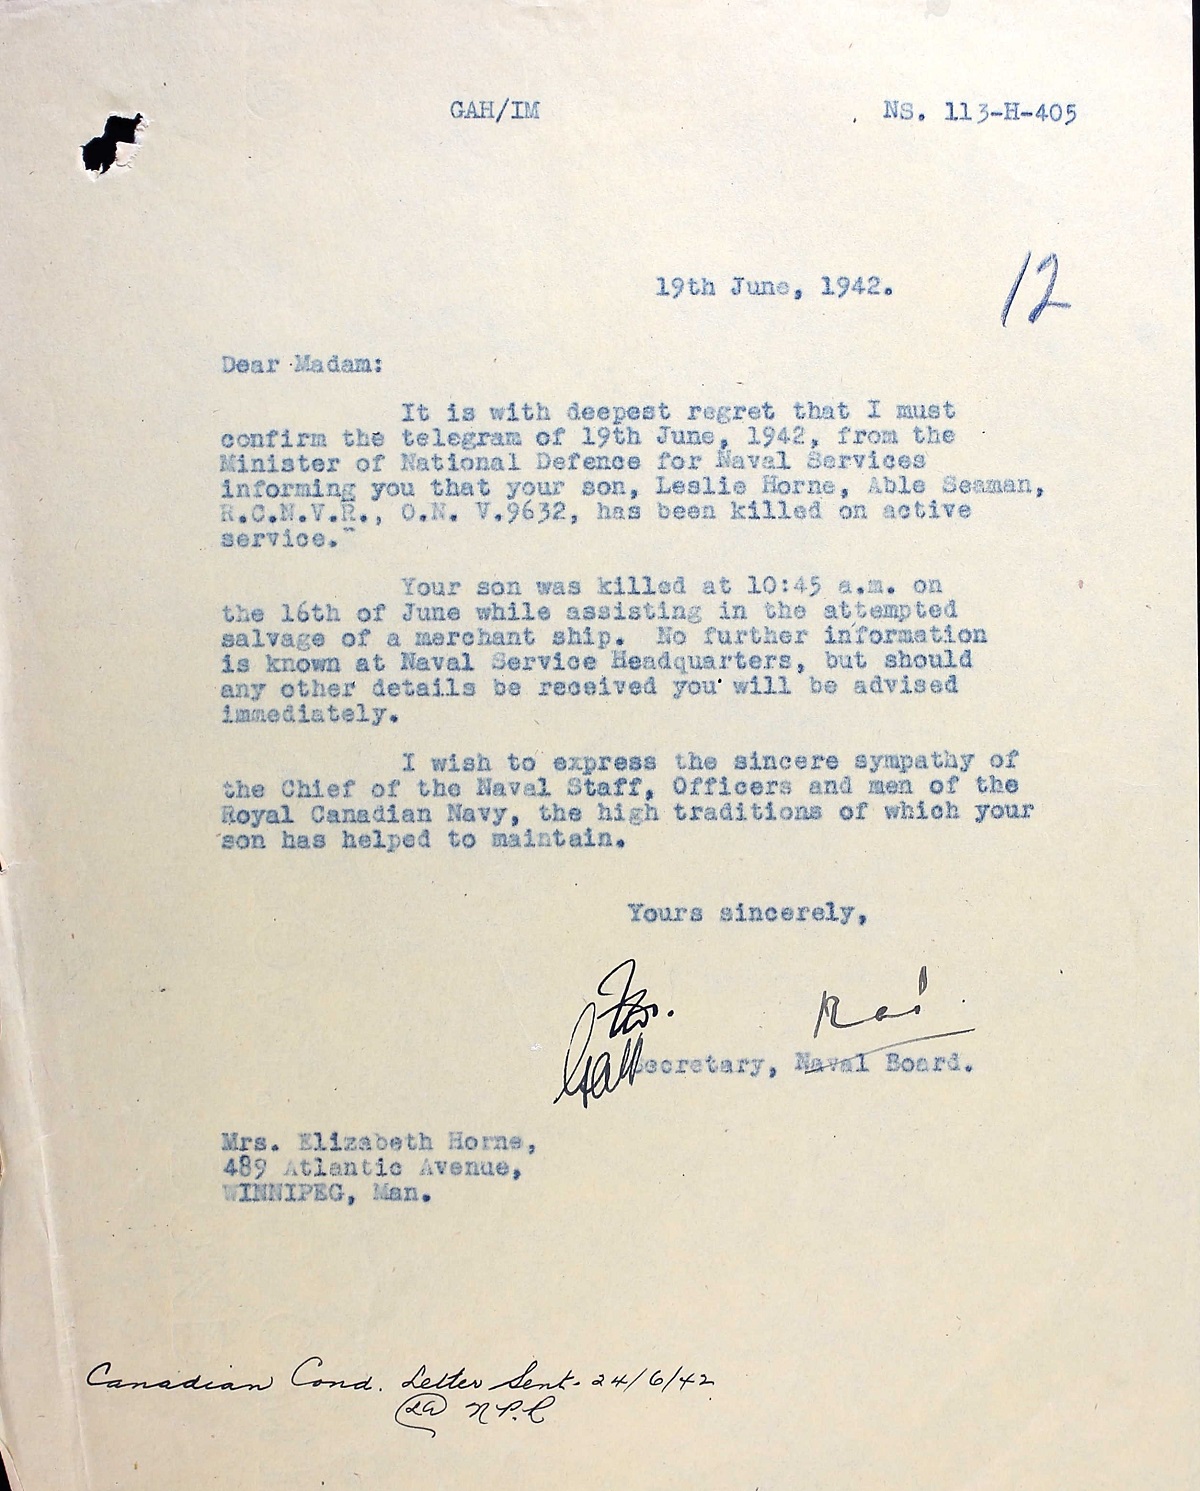 GAH/IM NS. 113-H-405
19th June, 1942.
12
Dear Madam:
It is with deepest regret that I must
confirm the telegram of 19th June, 1942, from the
Minister of National Defence for Naval Services
informing you that your son, Leslie Horne, Able Seaman,
R.C.N.V.R., O.N. V.9632, has been killed on active
service.
Your son was killed at 10:45 a.m. on
the 16th of June while assisting in the attempted
salvage of a merchant ship. No further information
is known at Naval Service Headquarters, but should
any other details be received you will be advised
immediately.
I wish to express the sincere sympathy of
the Chief of the Naval Staff, Officers and men of the
Royal Canadian Navy, the high traditions of which your
son has helped to maintain.
Yours sincerely,
for.
GAH
Secretary, Naval Board.
Mrs. Elizabeth Horne,
489 Atlantic Avenue,
WINNIPEG, Man.
Canadian Cond. Letter Sent- 24/6/42